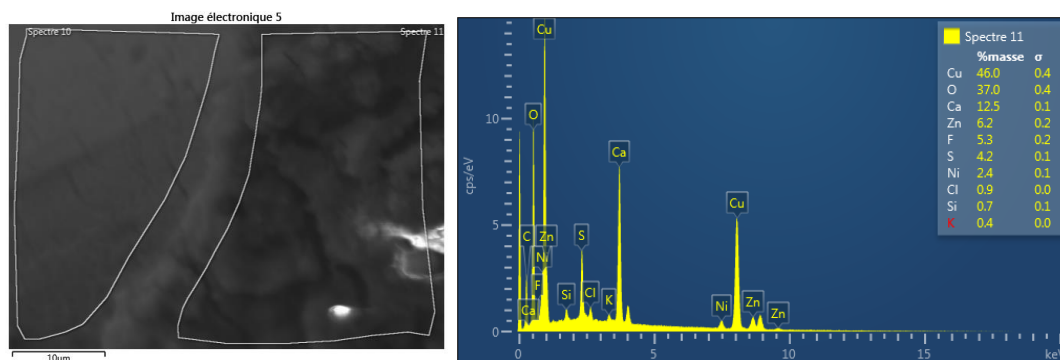 Image électronique 5
Spectre 10
Spectre 11
10µm
cps/eV
10
5
0
0
5
10
15
keV
Cu
O
Ca
C
Zn
Ni
F
Ca
Si
S
Cl
K
Cu
Ni
Zn
Zn
Spectre 11
%masse σ
Cu 46.0 0.4
O 37.0 0.4
Ca 12.5 0.1
Zn 6.2 0.2
F 5.3 0.2
S 4.2 0.1
Ni 2.4 0.1
Cl 0.9 0.0
Si 0.7 0.1
K 0.4 0.0